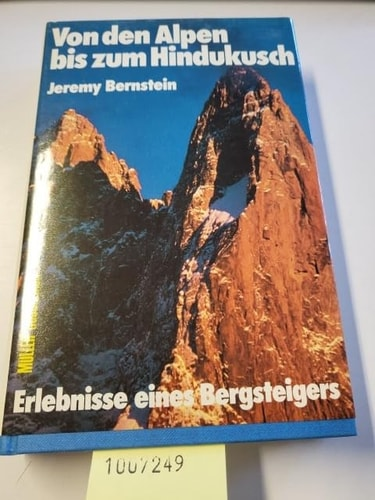 Von den Alpen
bis zum Hindukusch
Jeremy Bernstein
Erlebnisse eines Bergsteigers
1007249